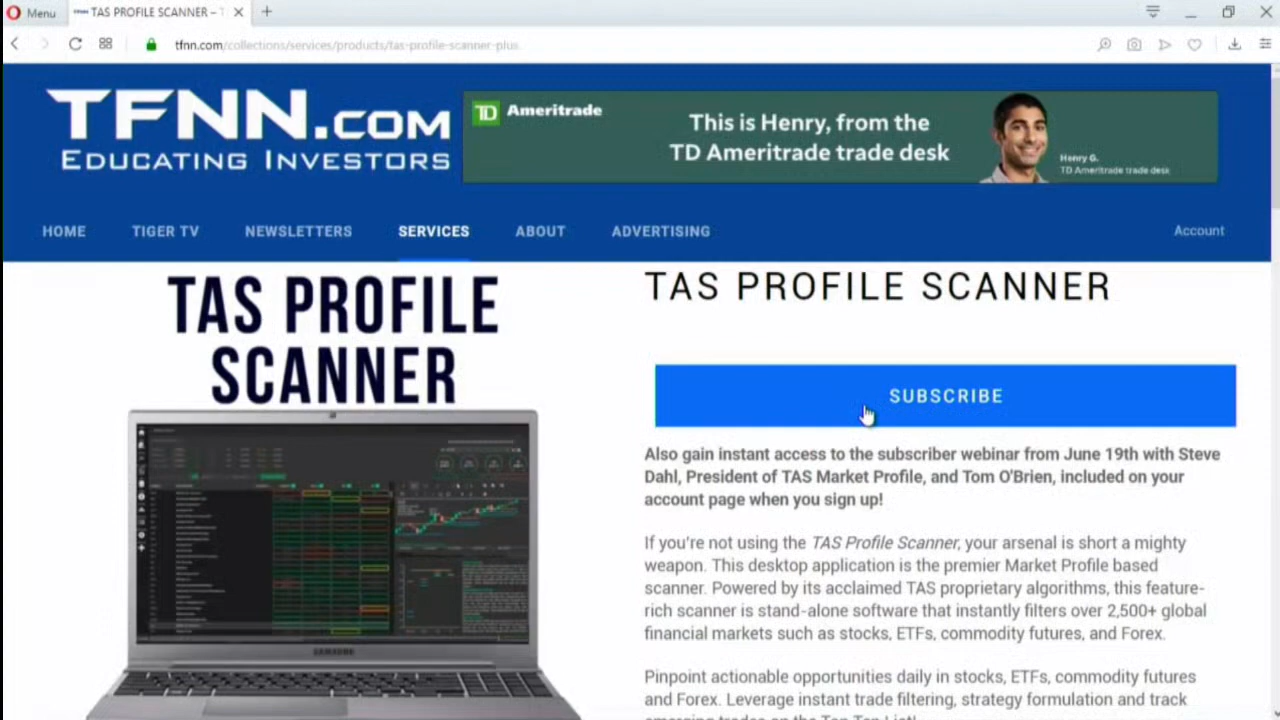 Menu
TAS PROFILE SCANNER – T
tfnn.com/collections/services/products/tas-profile-scanner-plus
TFNN.COM
EDUCATING INVESTORS
TD Ameritrade
This is Henry, from the
TD Ameritrade trade desk
Henry G.
TD Ameritrade trade desk
HOME TIGER TV NEWSLETTERS SERVICES ABOUT ADVERTISING Account
TAS PROFILE
SCANNER
SAMSUNG
TAS PROFILE SCANNER
SUBSCRIBE
Also gain instant access to the subscriber webinar from June 19th with Steve
Dahl, President of TAS Market Profile, and Tom O'Brien, included on your
account page when you sign up!
If you're not using the TAS Profile Scanner, your arsenal is short a mighty
weapon. This desktop application is the premier Market Profile based
scanner. Powered by its acclaimed TAS proprietary algorithms, this feature-
rich scanner is stand-alone software that instantly filters over 2,500+ global
financial markets such as stocks, ETFs, commodity futures, and Forex.
Pinpoint actionable opportunities daily in stocks, ETFs, commodity futures
and Forex. Leverage instant trade filtering, strategy formulation and track
emerging trades on the Top Ten List!